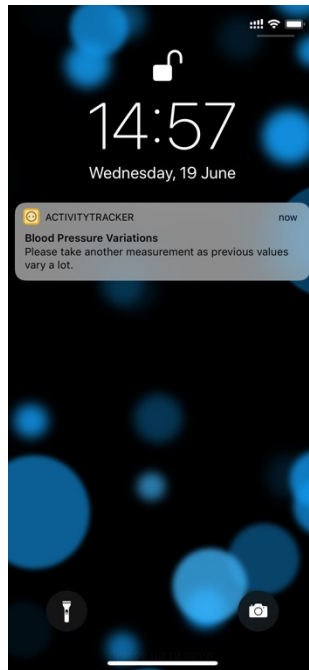 14:57
Wednesday, 19 June
ACTIVITYTRACKER now
Blood Pressure Variations
Please take another measurement as previous values
vary a lot.